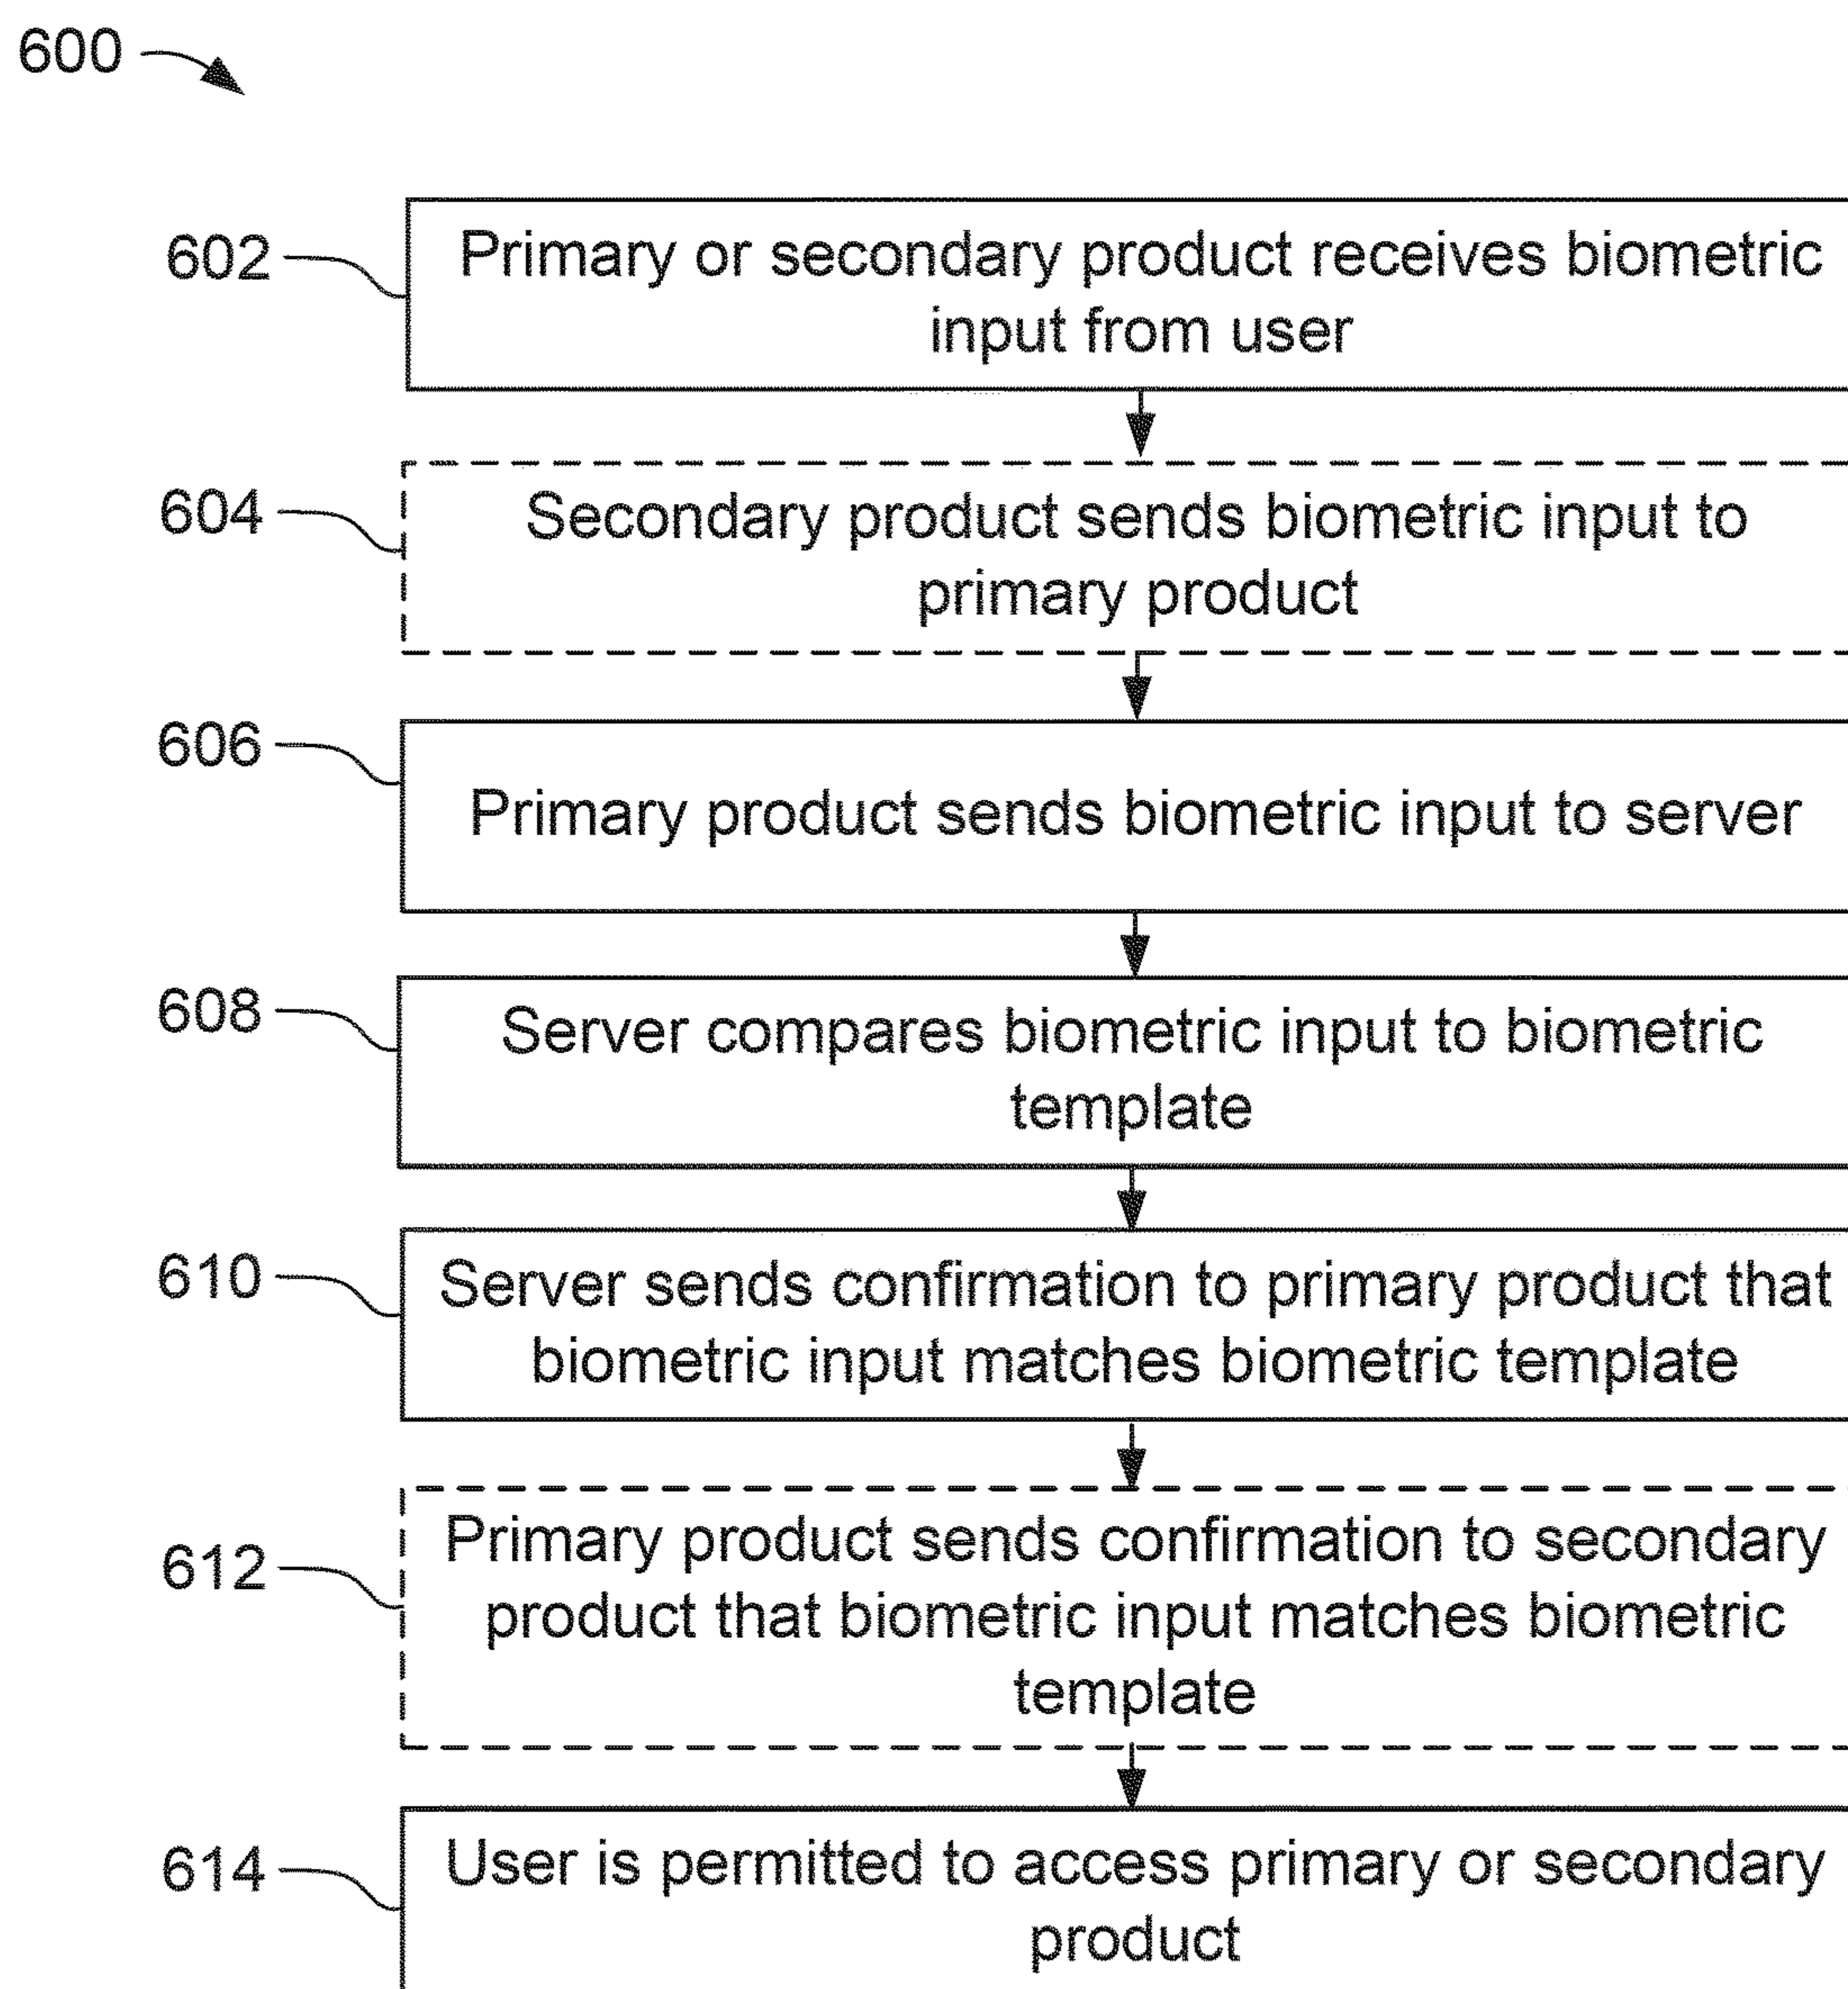 600
602
Primary or secondary product receives biometric
input from user
604
Secondary product sends biometric input to
primary product
606
Primary product sends biometric input to server
608
Server compares biometric input to biometric
template
610
Server sends confirmation to primary product that
biometric input matches biometric template
612
Primary product sends confirmation to secondary
product that biometric input matches biometric
template
614
User is permitted to access primary or secondary
product